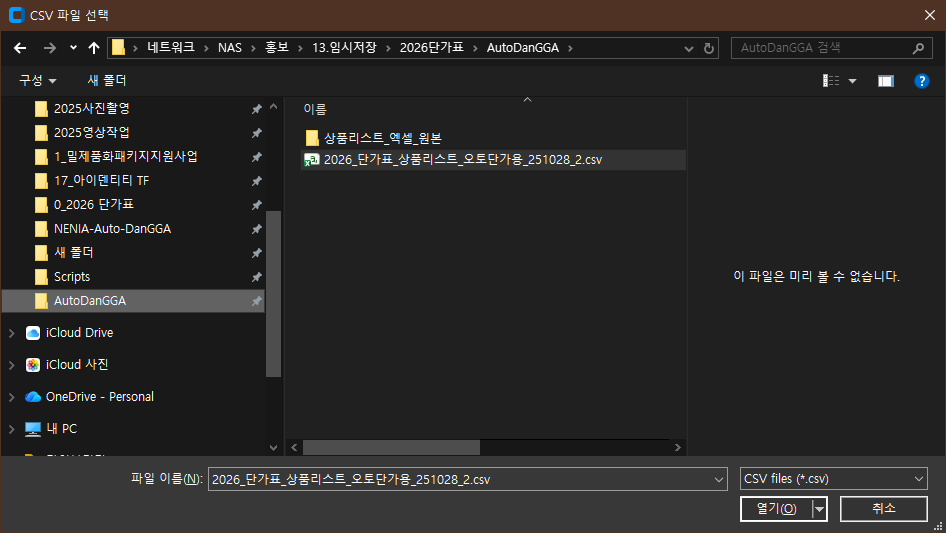 CSV 파일 선택
네트워크 > NAS > 홍보 > 13.임시저장 > 2026단가표 > AutoDanGGA >
AutoDanGGA 검색
구성
새 폴더
2025사진촬영
2025영상작업
1_밀제품화패키지지원사업
17_아이덴티티 TF
0_2026 단가표
NENIA-Auto-DanGGA
새 폴더
Scripts
AutoDanGGA
iCloud Drive
iCloud 사진
OneDrive - Personal
내 PC
이름
상품리스트_엑셀_원본
2026_단가표_상품리스트_오토단가용_251028_2.csv
이 파일은 미리 볼 수 없습니다.
파일 이름(N):
2026_단가표_상품리스트_오토단가용_251028_2.csv
CSV files (*.csv)
열기(O)
취소